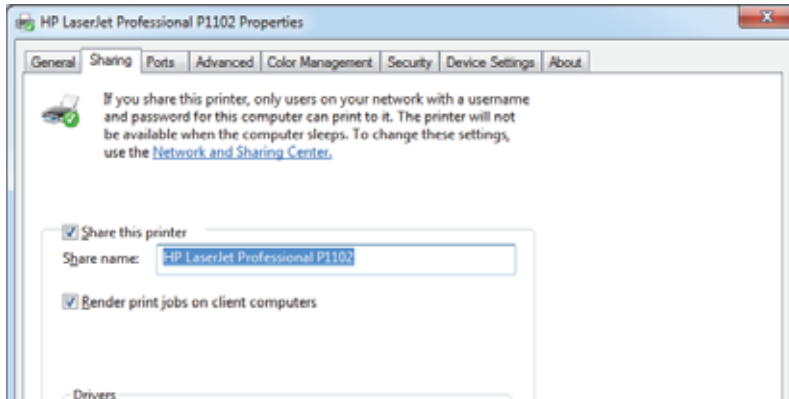 HP LaserJet Professional P1102 Properties
General Sharing Ports Advanced Color Management Security Device Settings About
If you share this printer, only users on your network with a username
and password for this computer can print to it. The printer will not
be available when the computer sleeps. To change these settings,
use the Network and Sharing Center.
Share this printer
Share name: HP LaserJet Professional P1102
Render print jobs on client computers
Drivers